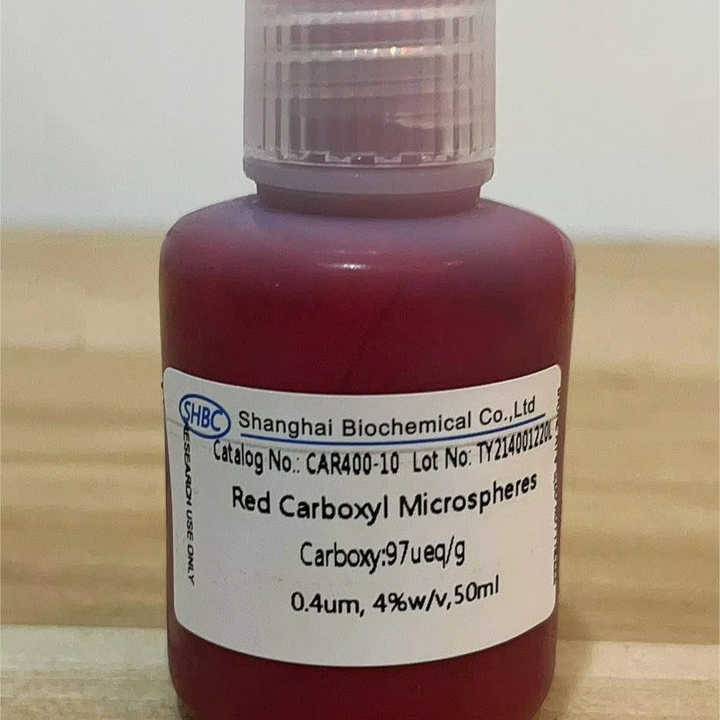 SHBC Shanghai Biochemical Co.,Ltd
Catalog No.: CAR400-10 Lot No: TY214001220L
Red Carboxyl Microspheres
Carboxy:97ueq/g
0.4um, 4%w/v,50ml
RESEARCH USE ONLY